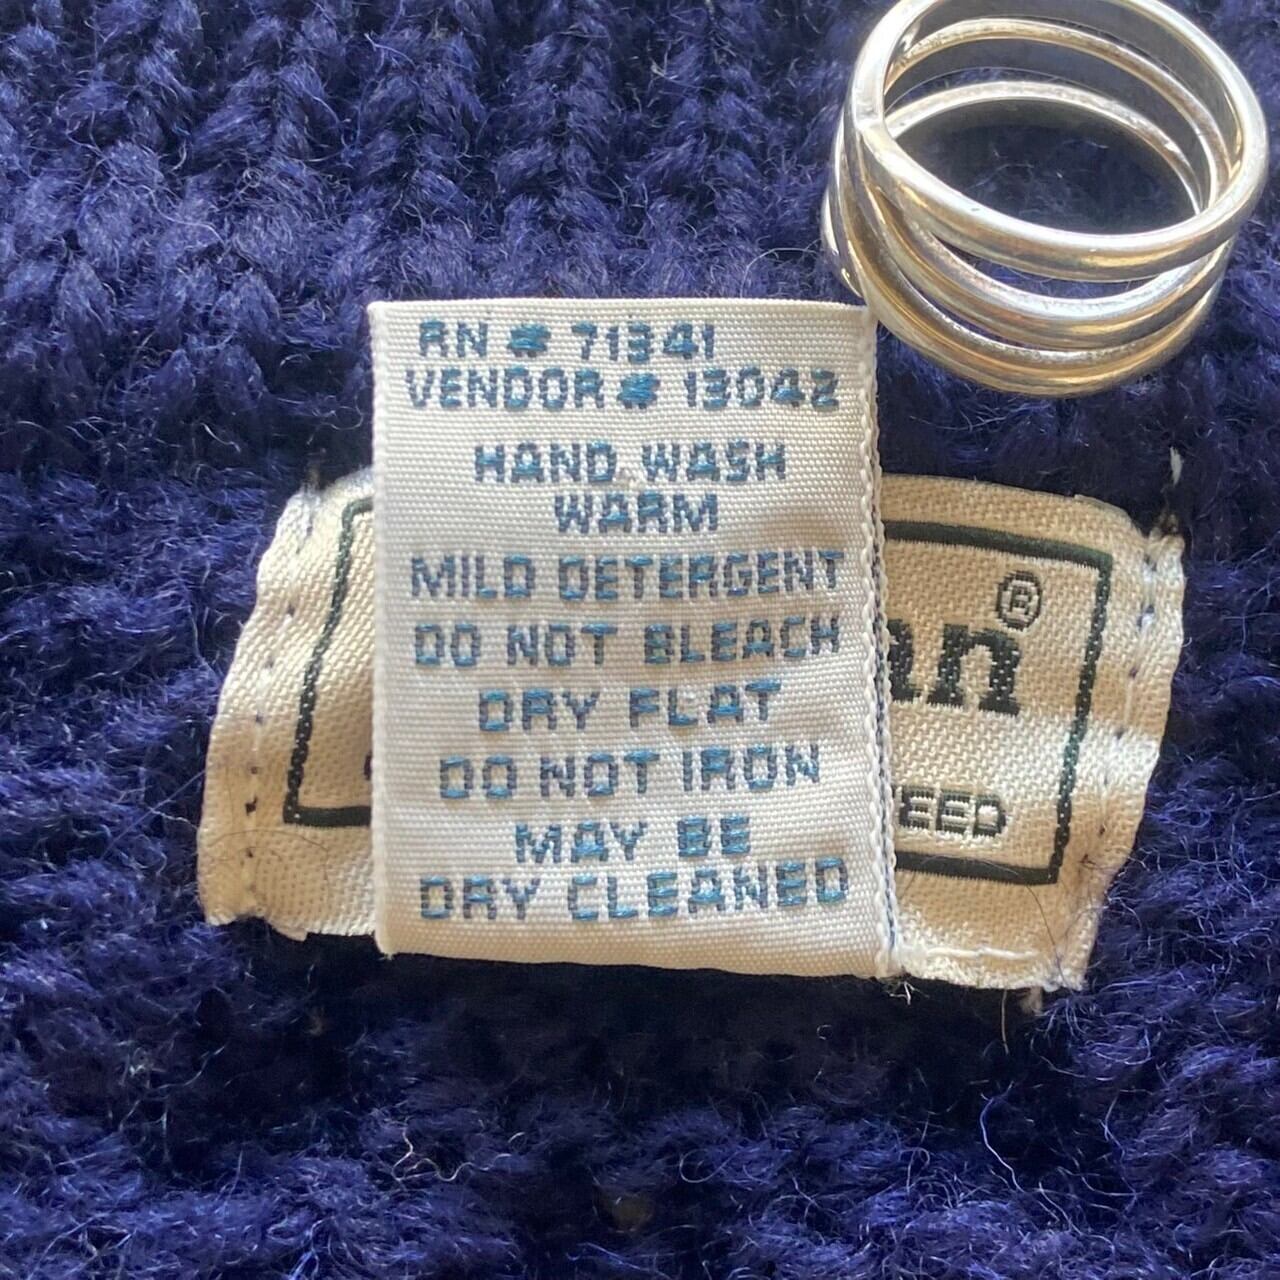 RN # 71341
VENDOR # 13042
HAND WASH
WARM
MILD DETERGENT
DO NOT BLEACH
DRY FLAT
DO NOT IRON
MAY BE
DRY CLEANED